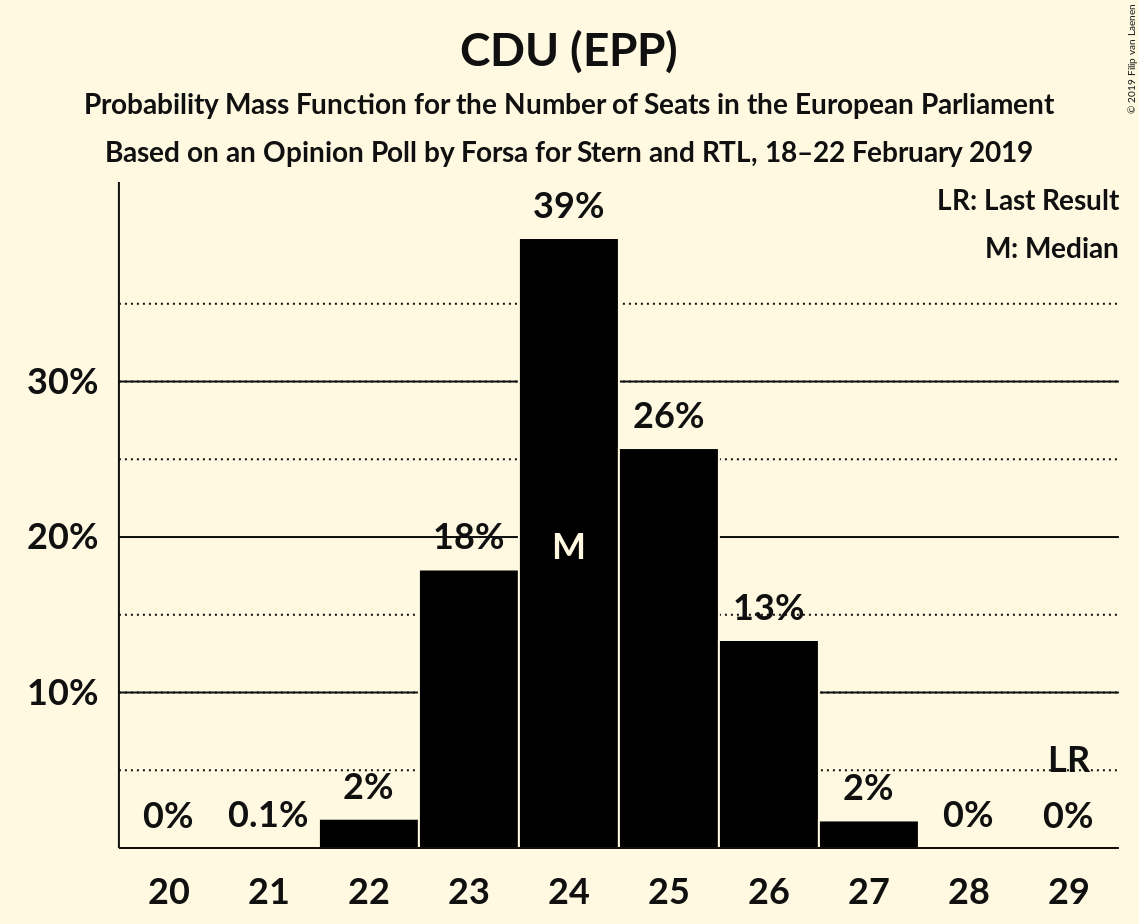 CDU (EPP)
Probability Mass Function for the Number of Seats in the European Parliament
Based on an Opinion Poll by Forsa for Stern and RTL, 18–22 February 2019
© 2019 Filip van Laenen
LR: Last Result
M: Median
39%
30%
26%
20%
18%
M
13%
10%
LR
2%
2%
0%
0.1%
0%
0%
20 21 22 23 24 25 26 27 28 29